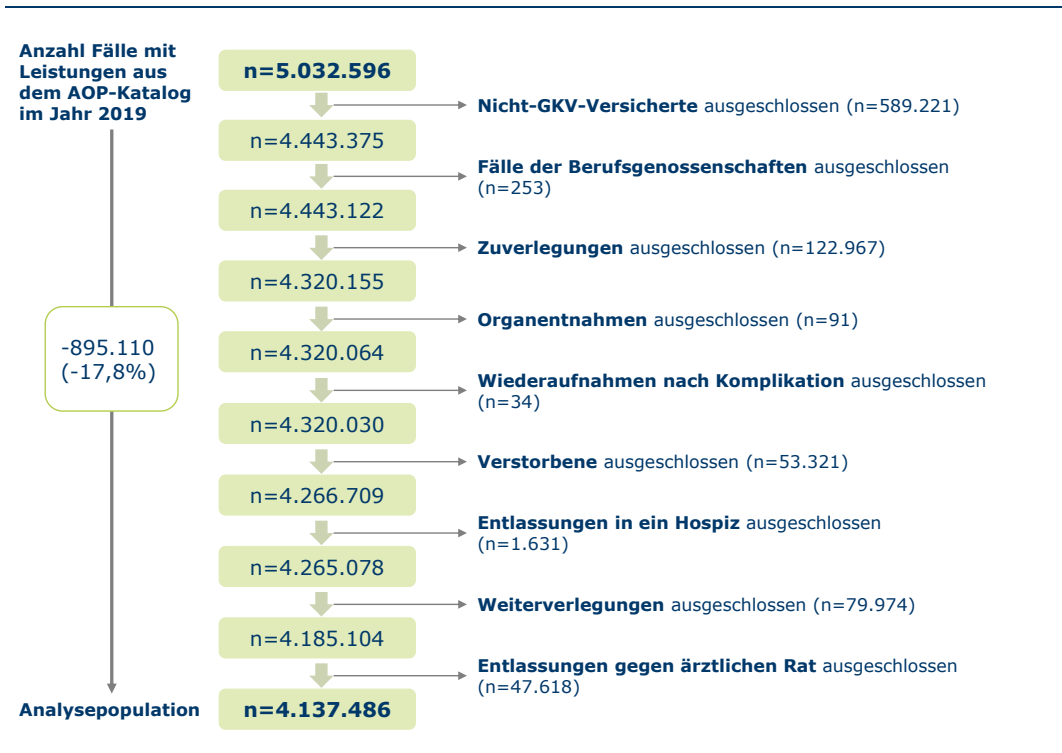 Anzahl Fälle mit
Leistungen aus
dem AOP-Katalog
im Jahr 2019
n=5.032.596
Nicht-GKV-Versicherte ausgeschlossen (n=589.221)
n=4.443.375
Fälle der Berufsgenossenschaften ausgeschlossen
(n=253)
n=4.443.122
Zuverlegungen ausgeschlossen (n=122.967)
n=4.320.155
Organentnahmen ausgeschlossen (n=91)
-895.110
(-17,8%)
n=4.320.064
Wiederaufnahmen nach Komplikation ausgeschlossen
(n=34)
n=4.320.030
Verstorbene ausgeschlossen (n=53.321)
n=4.266.709
Entlassungen in ein Hospiz ausgeschlossen
(n=1.631)
n=4.265.078
Weiterverlegungen ausgeschlossen (n=79.974)
n=4.185.104
Entlassungen gegen ärztlichen Rat ausgeschlossen
(n=47.618)
Analysepopulation
n=4.137.486